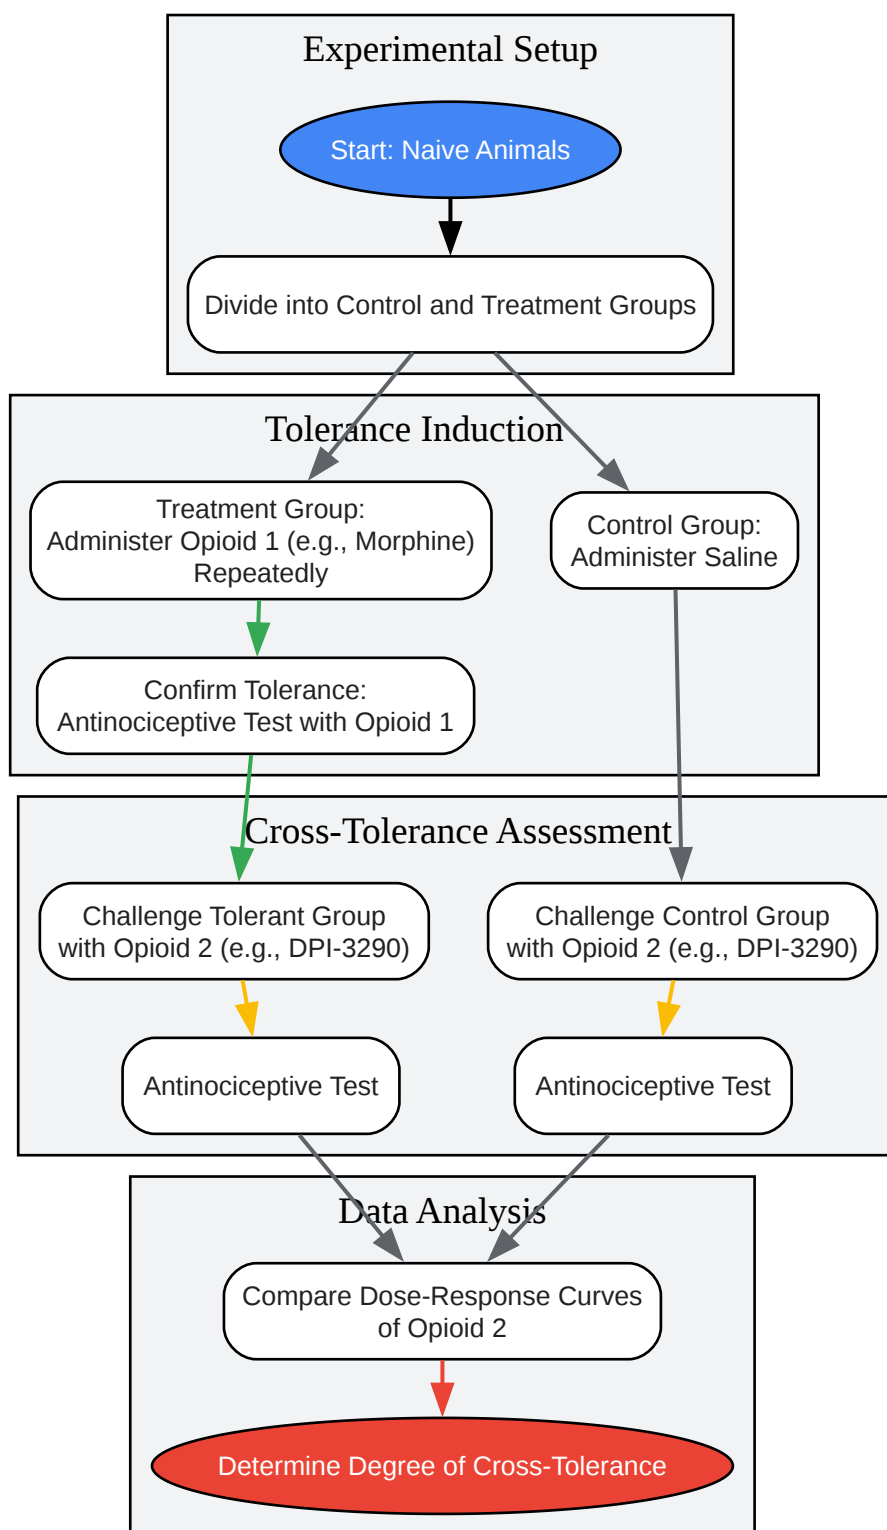 Experimental Setup
Start: Naive Animals
Divide into Control and Treatment Groups
Tolerance Induction
Treatment Group:
Administer Opioid 1 (e.g., Morphine)
Repeatedly
Control Group:
Administer Saline
Confirm Tolerance:
Antinociceptive Test with Opioid 1
Cross-Tolerance Assessment
Challenge Tolerant Group
with Opioid 2 (e.g., DPI-3290)
Challenge Control Group
with Opioid 2 (e.g., DPI-3290)
Antinociceptive Test
Antinociceptive Test
Data Analysis
Compare Dose-Response Curves
of Opioid 2
Determine Degree of Cross-Tolerance